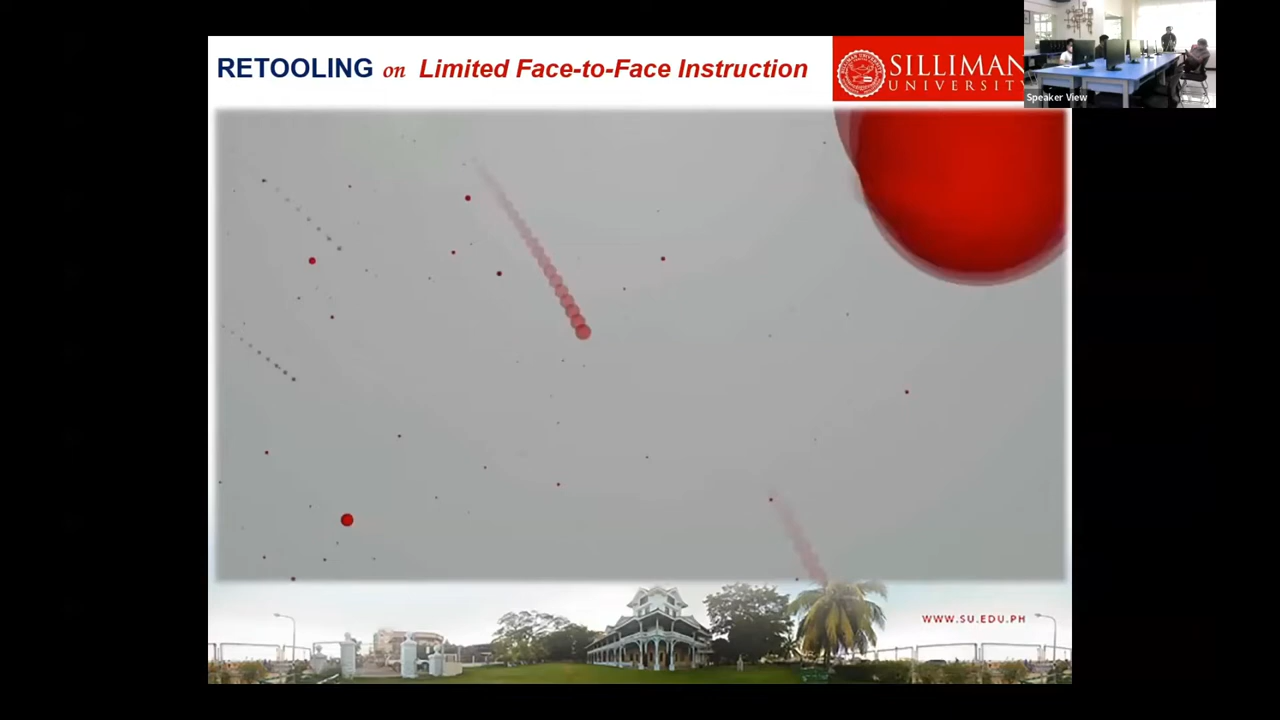 RETOOLING on Limited Face-to-Face Instruction
SILLIMAN
UNIVERSITY
Speaker View
WWW.SU.EDU.PH